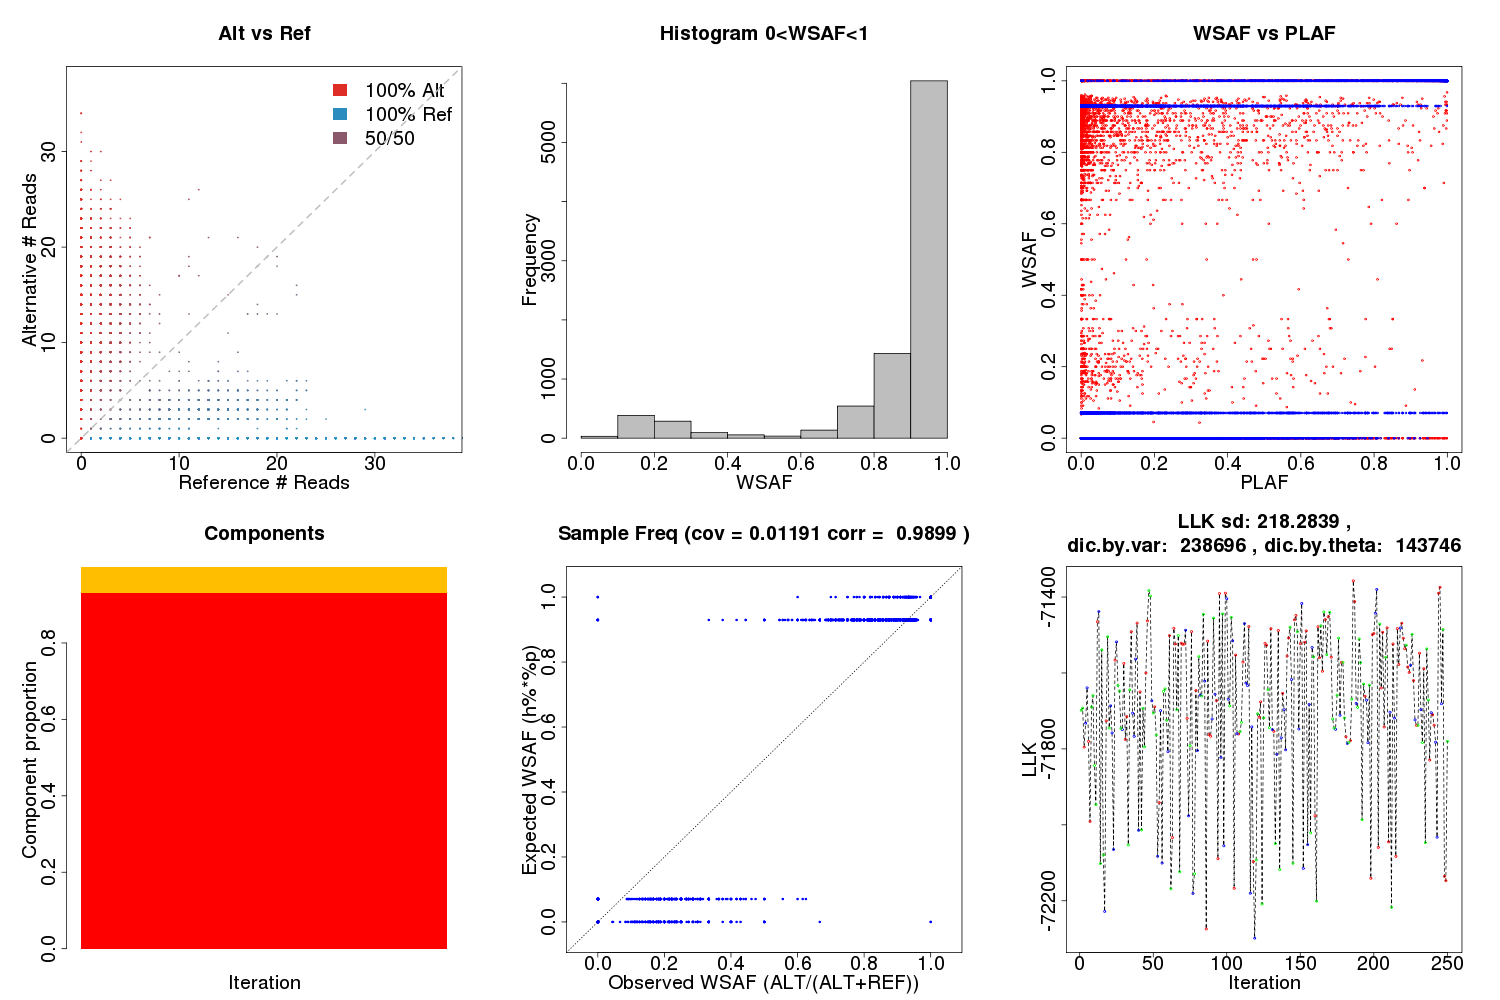 Alt vs Ref
100% Alt
100% Ref
50/50
Alternative # Reads
0 10 20 30
0 10 20 30
Reference # Reads
Histogram 0<WSAF<1
Frequency
0 1000 3000 5000
0.0 0.2 0.4 0.6 0.8 1.0
WSAF
WSAF vs PLAF
WSAF
0.0 0.2 0.4 0.6 0.8 1.0
0.0 0.2 0.4 0.6 0.8 1.0
PLAF
Components
Component proportion
0.0 0.2 0.4 0.6 0.8
Iteration
Sample Freq (cov = 0.01191 corr = 0.9899 )
Expected WSAF (h%*%p)
0.0 0.2 0.4 0.6 0.8 1.0
0.0 0.2 0.4 0.6 0.8 1.0
Observed WSAF (ALT/(ALT+REF))
LLK sd: 218.2839 ,
dic.by.var: 238696 , dic.by.theta: 143746
LLK
-72200 -71800 -71400
0 50 100 150 200 250
Iteration